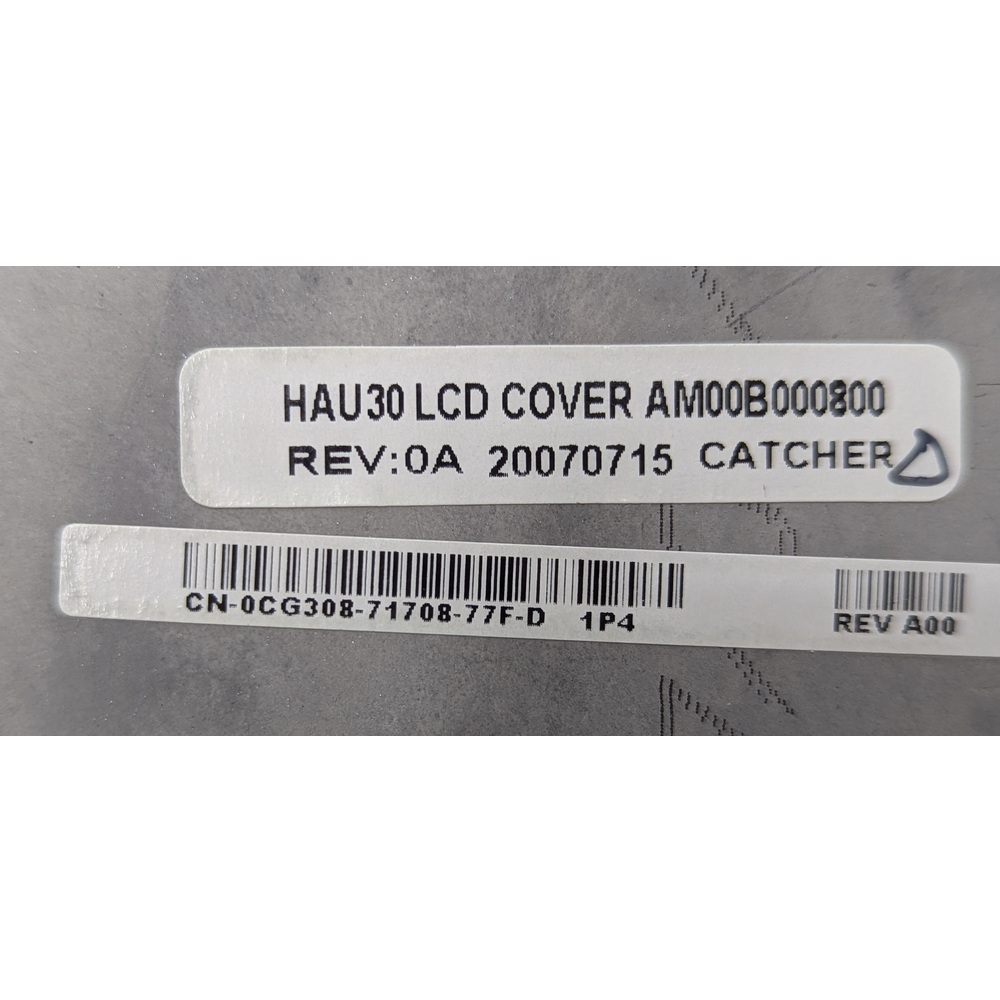 HAU30 LCD COVER AM00B000800
REV:0A 20070715 CATCHER
CN-0CG308-71708-77F-D 1P4
REV A00